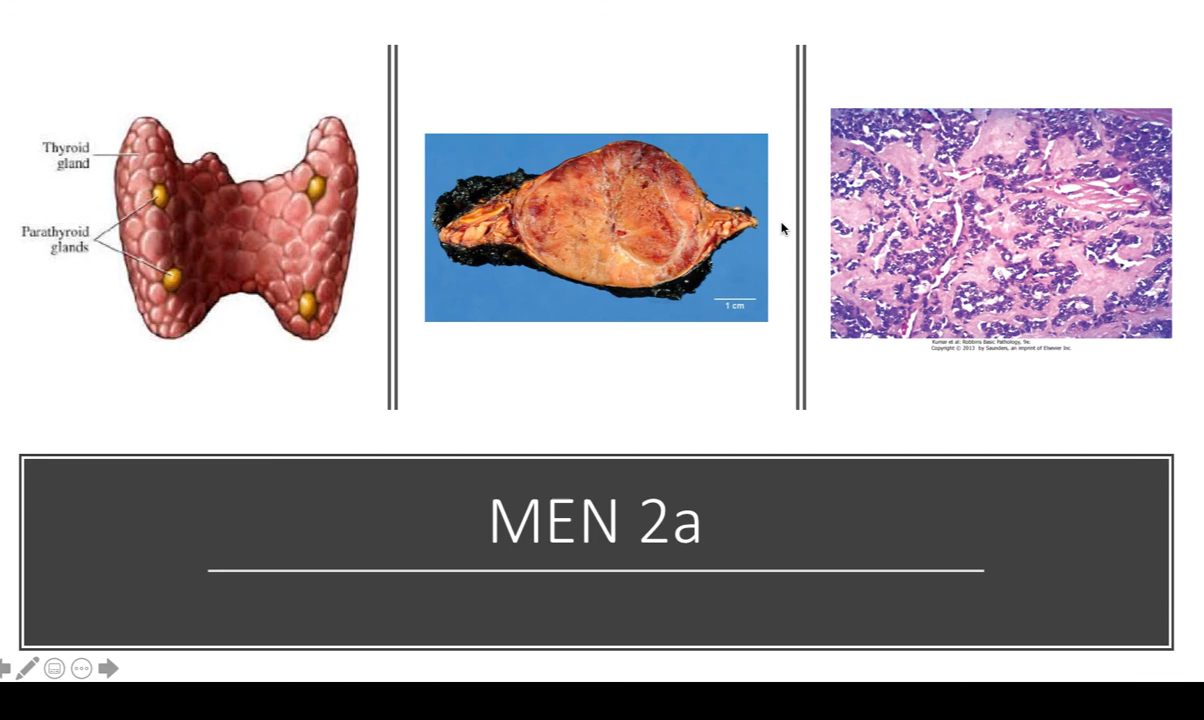 Thyroid
gland
Parathyroid
glands
1 cm
Kumar et al: Robbins Basic Pathology, 9e.
Copyright © 2013 by Saunders, an imprint of Elsevier Inc.
MEN 2a